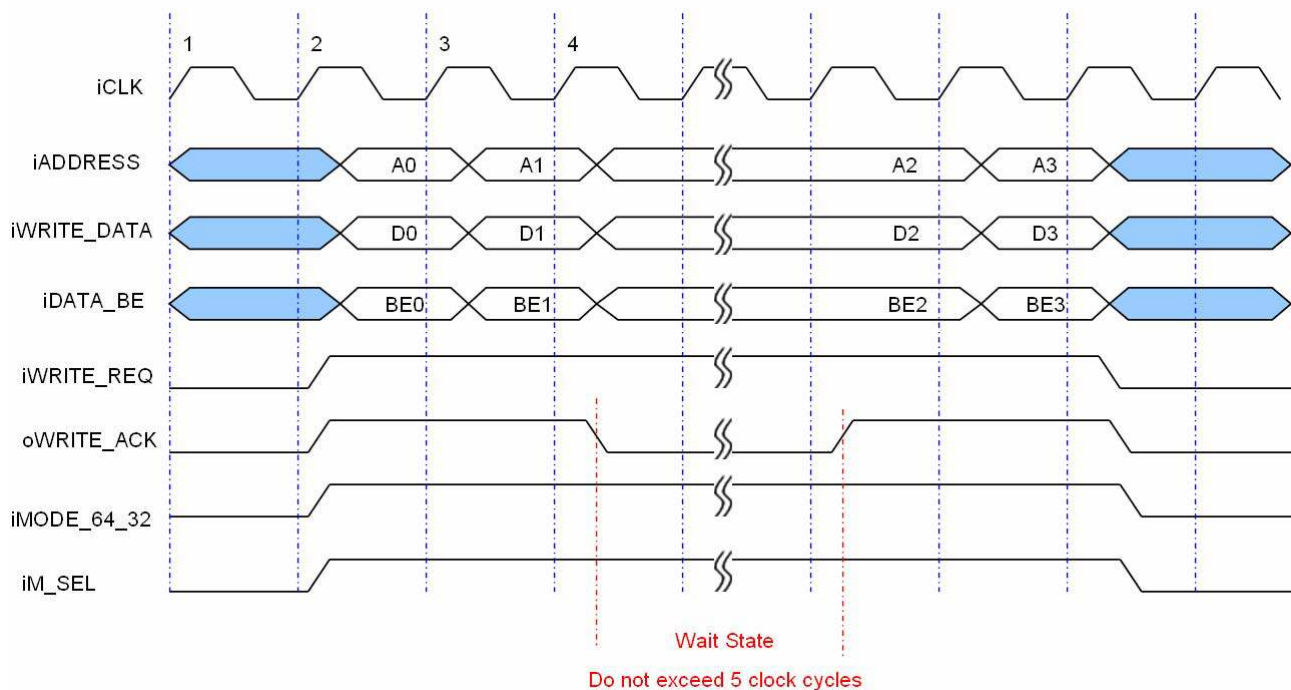 1 2 3 4
iCLK
iADDRESS A0 A1 A2 A3
iWRITE_DATA D0 D1 D2 D3
iDATA_BE BE0 BE1 BE2 BE3
iWRITE_REQ
oWRITE_ACK
iMODE_64_32
iM_SEL
Wait State
Do not exceed 5 clock cycles